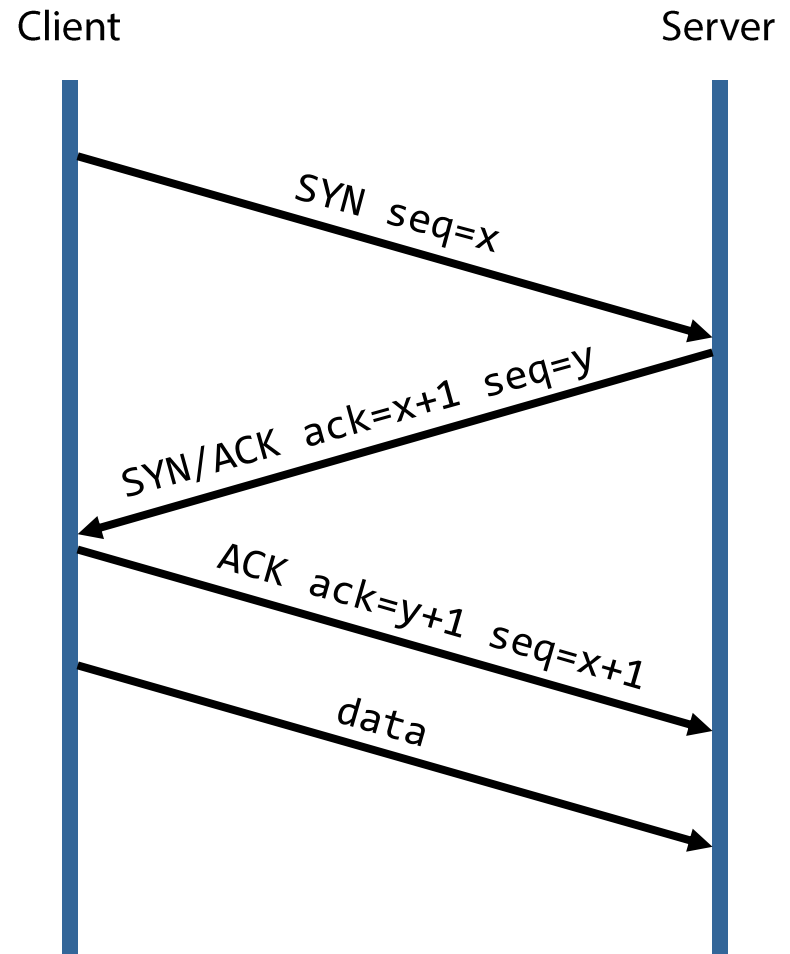 Client
Server
SYN seq=x
SYN/ACK ack=x+1 seq=y
ACK ack=y+1 seq=x+1
data